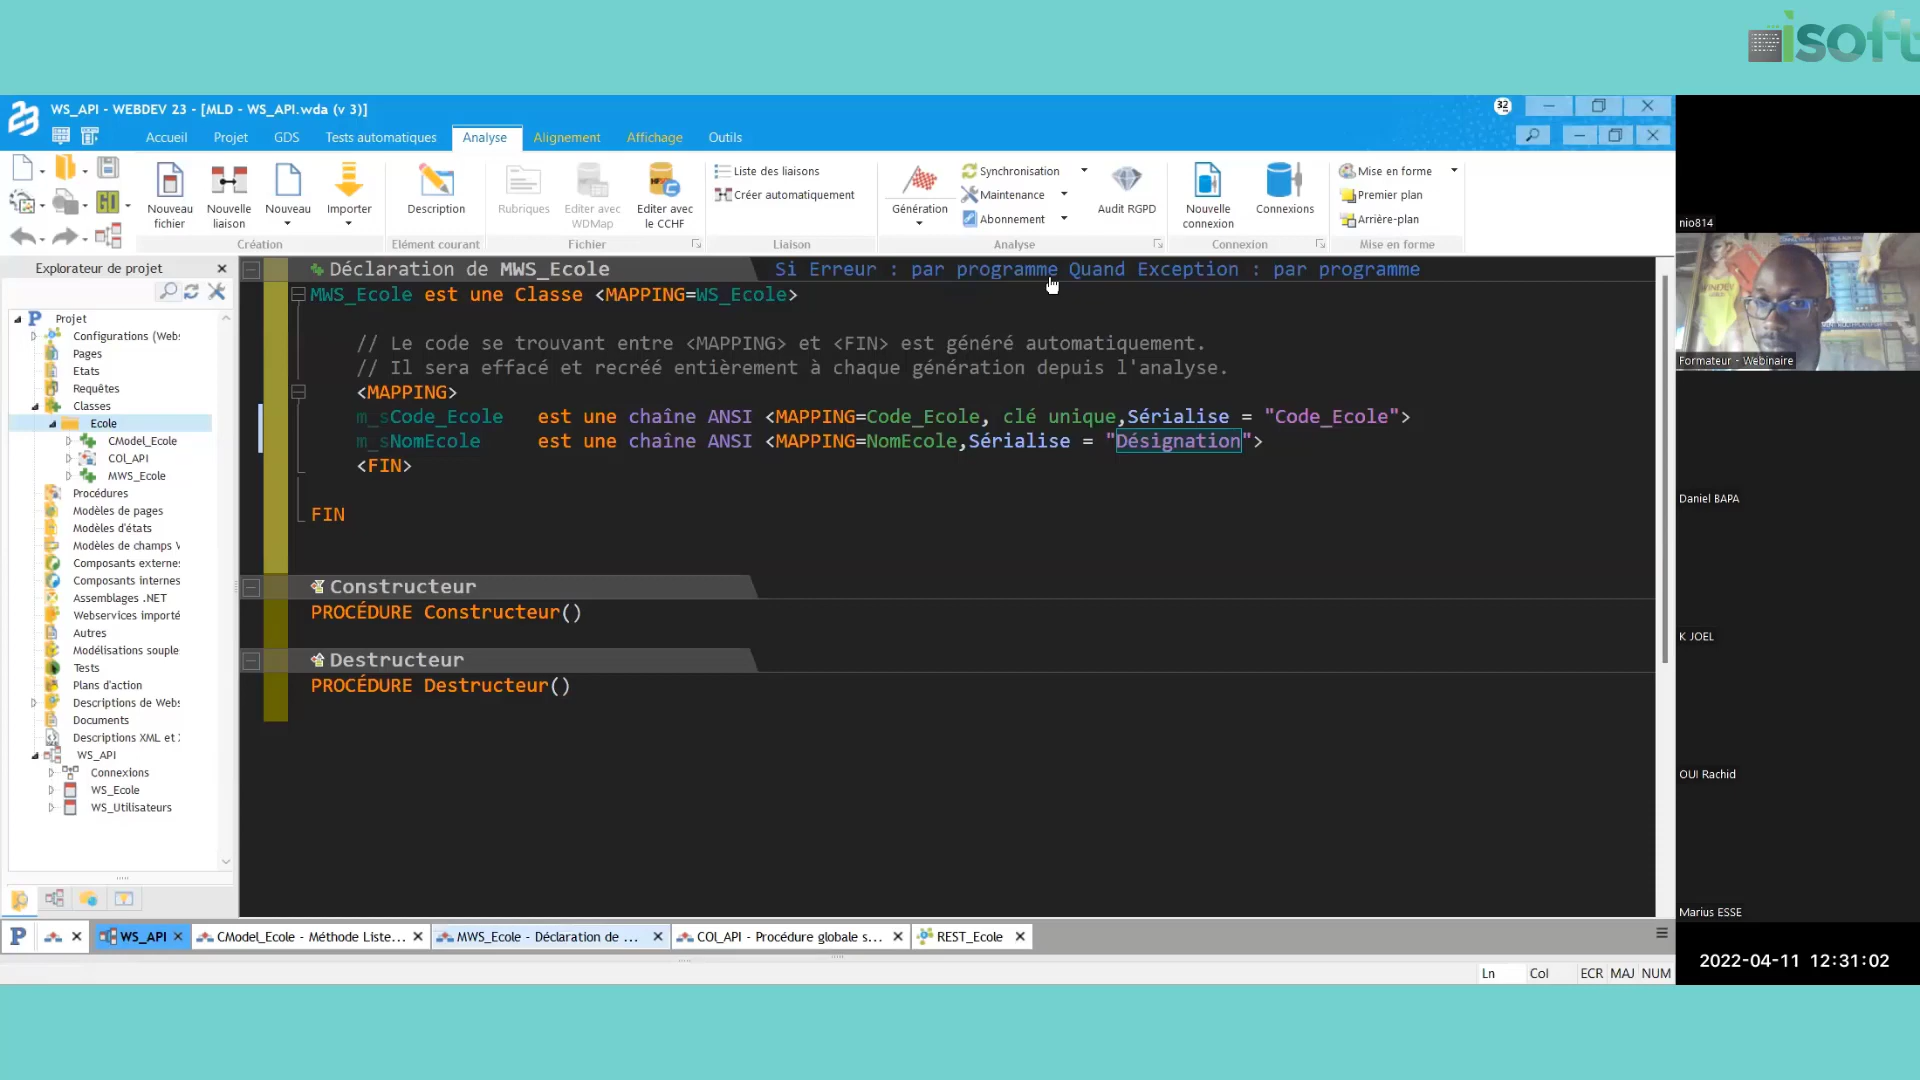 isoft
WS_API - WEBDEV 23 - [MLD - WS_API.wda (v 3)]
32
Accueil Projet GDS Tests automatiques Analyse Alignement Affichage Outils
Nouveau fichier
Nouvelle liaison
Nouveau
Importer
Création
Description
Elément courant
Rubriques
Editer avec WDMap
Editer avec le CCHF
Fichier
Liste des liaisons
Créer automatiquement
Liaison
Génération
Synchronisation
Maintenance
Abonnement
Audit RGPD
Analyse
Nouvelle connexion
Connexions
Connexion
Mise en forme
Premier plan
Arrière-plan
Mise en forme
GO
Explorateur de projet
Projet
Configurations (Web:
Pages
Etats
Requêtes
Classes
Ecole
CModel_Ecole
COl_API
MWS_Ecole
Procédures
Modèles de pages
Modèles d'états
Modèles de champs V
Composants externe:
Composants internes
Assemblages .NET
Webservices importé
Autres
Modélisations souple
Tests
Plans d'action
Descriptions de Web:
Documents
Descriptions XML et
WS_API
Connexions
WS_Ecole
WS_Utilisateurs
Déclaration de MWS_Ecole Si Erreur : par programme Quand Exception : par programme
MWS_Ecole est une Classe <MAPPING=WS_Ecole>
// Le code se trouvant entre <MAPPING> et <FIN> est généré automatiquement.
// Il sera effacé et recréé entièrement à chaque génération depuis l'analyse.
<MAPPING>
m_sCode_Ecole est une chaîne ANSI <MAPPING=Code_Ecole, clé unique,Sérialise = "Code_Ecole">
m_sNomEcole est une chaîne ANSI <MAPPING=NomEcole,Sérialise = "Désignation">
<FIN>
FIN
Constructeur
PROCÉDURE Constructeur()
Destructeur
PROCÉDURE Destructeur()
WS_API CModel_Ecole - Méthode Liste... MWS_Ecole - Déclaration de ... COl_API - Procédure globale s... REST_Ecole
Ln Col ECR MAJ NUM
nio814
Formateur - Webinaire
Daniel BAPA
K JOEL
OUI Rachid
Marius ESSE
2022-04-11 12:31:02